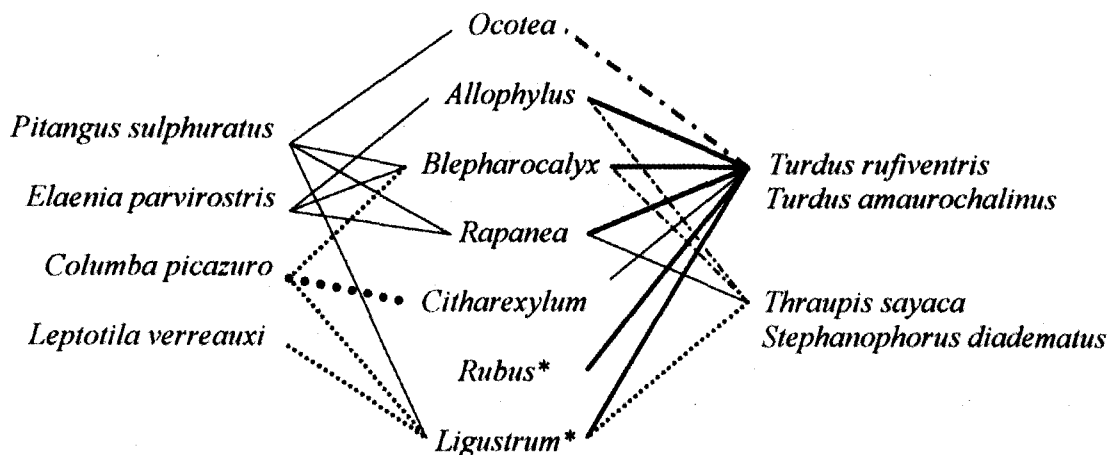 Ocotea
Allophylus
Pitangus sulphuratus
Blepharocalyx
Turdus rufiventris
Elaenia parvirostris
Turdus amaurochalinus
Rapanea
Columba picazuro
Citharexylum
Thraupis sayaca
Leptotila verreauxi
Stephanophorus diadematus
Rubus*
Ligustrum*